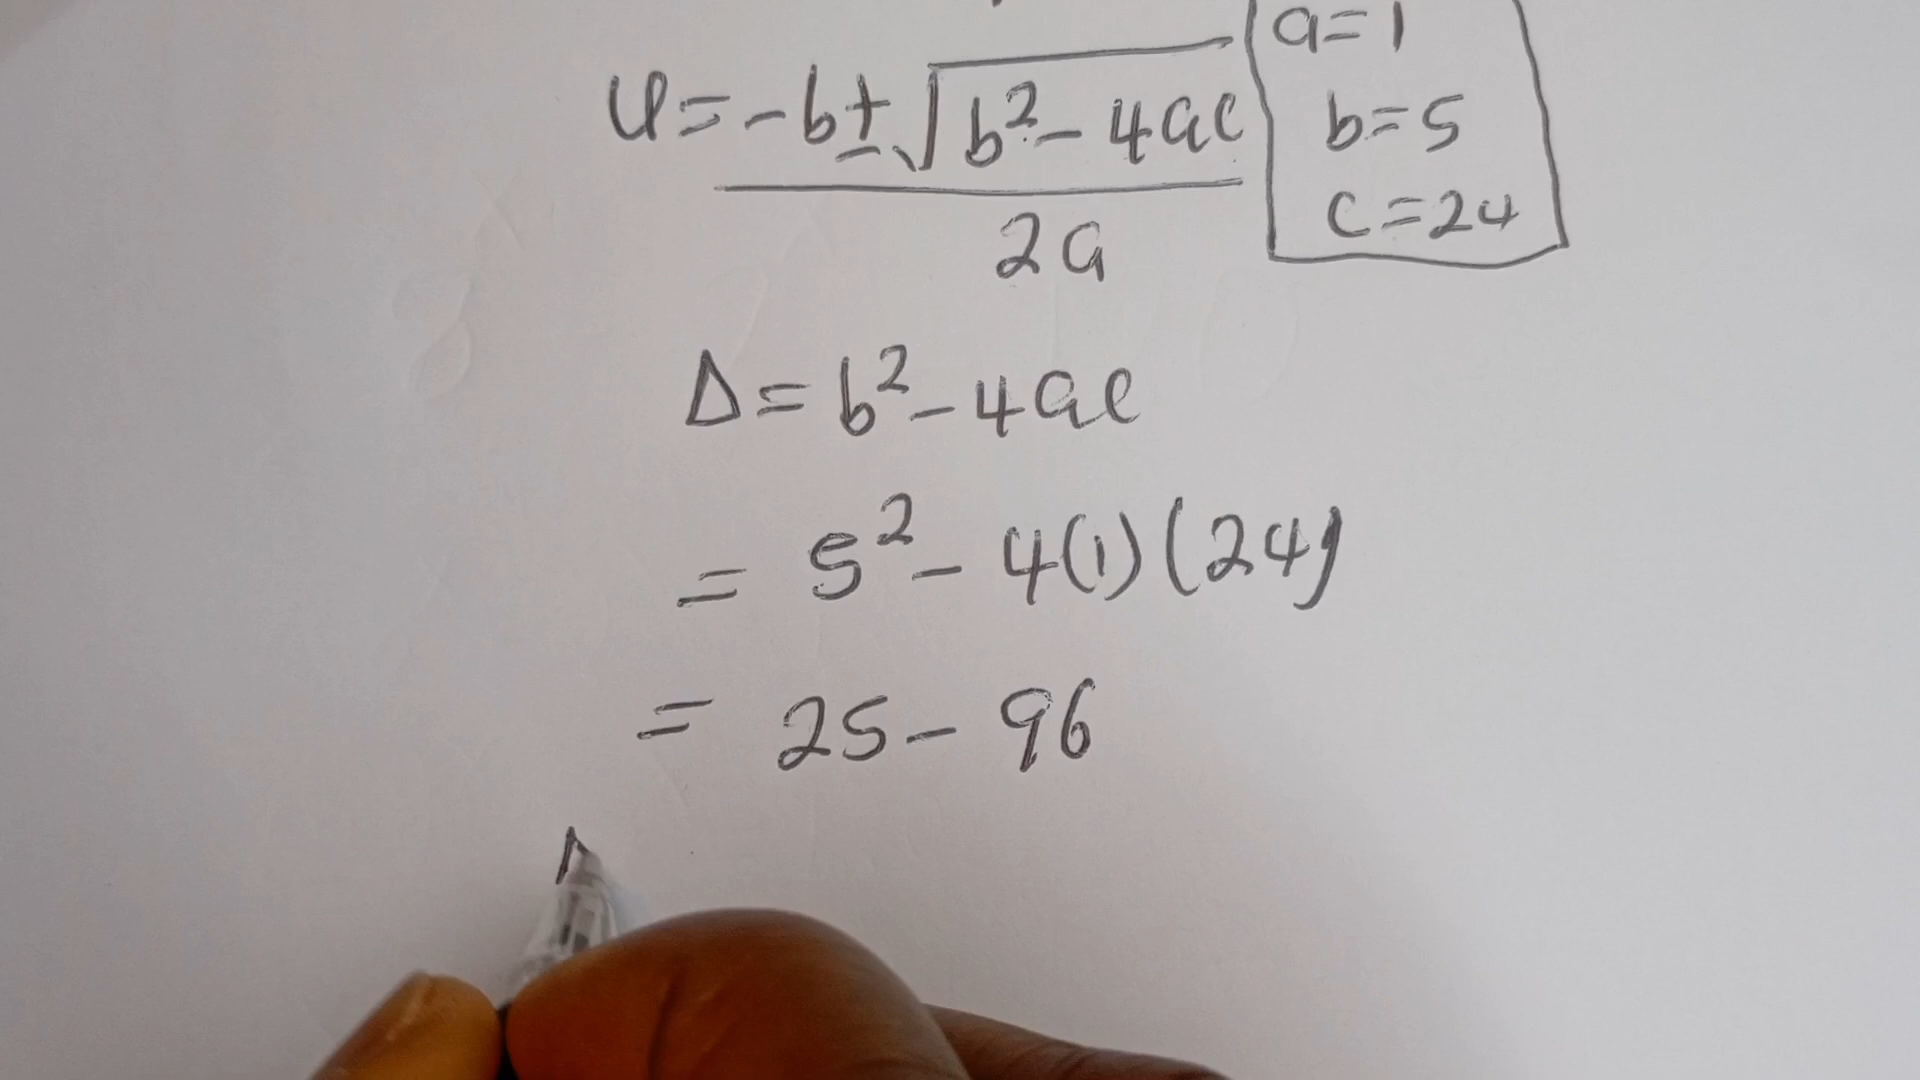 a=1
u=-b±√b²-4ac
b=5
c=24
2a
Δ=b²-4ac
= 5²-4(1)(24)
= 25-96